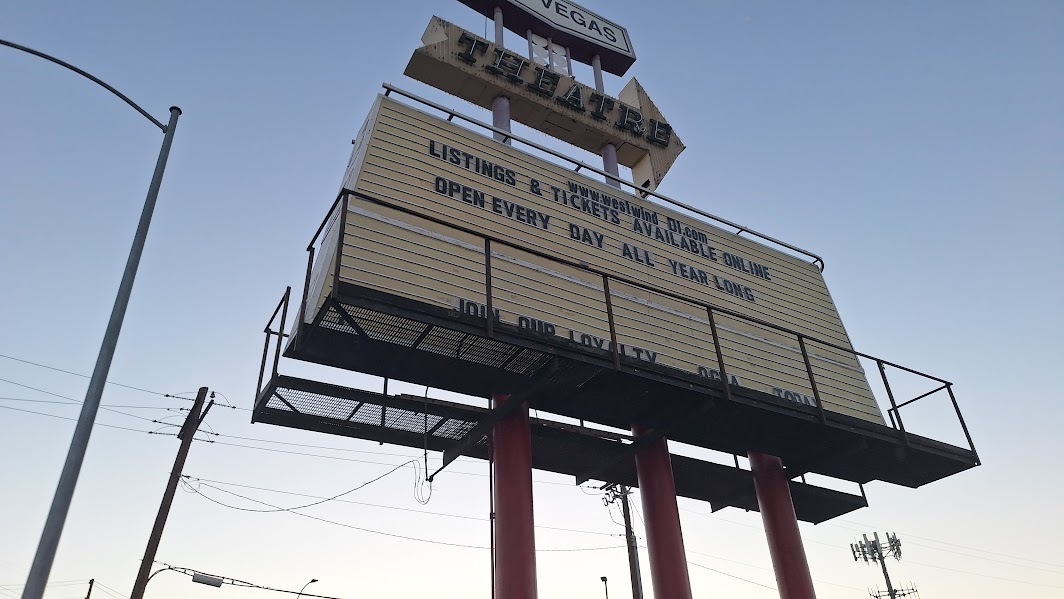 VEGAS
THEATRE
www.westwind DI.com
LISTINGS & TICKETS AVAILABLE ONLINE
OPEN EVERY DAY ALL YEAR LONG
JOIN OUR LOYALTY TODAY